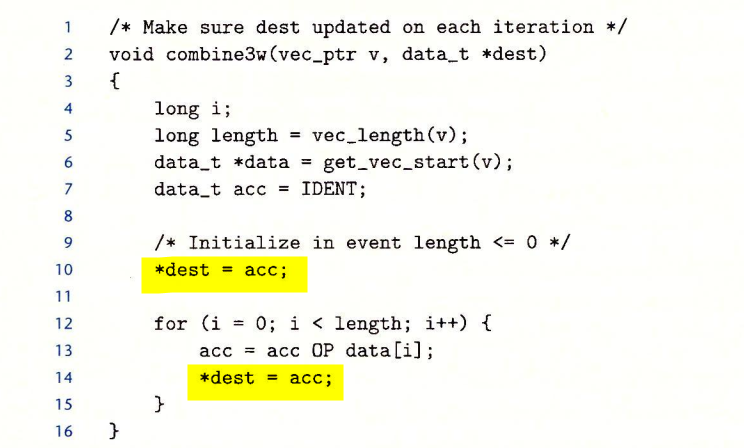 1 /* Make sure dest updated on each iteration */
2 void combine3w(vec_ptr v, data_t *dest)
3 {
4     long i;
5     long length = vec_length(v);
6     data_t *data = get_vec_start(v);
7     data_t acc = IDENT;
8
9     /* Initialize in event length <= 0 */
10     *dest = acc;
11
12     for (i = 0; i < length; i++) {
13         acc = acc OP data[i];
14         *dest = acc;
15     }
16 }